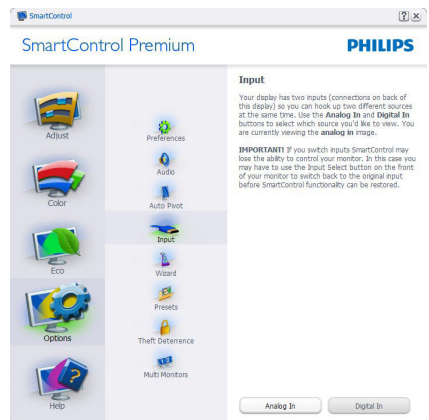 SmartControl
?
SmartControl Premium
PHILIPS
Adjust
Color
Eco
Options
Help
Preferences
Audio
Auto Pivot
Input
Wizard
Presets
Theft Deterrence
Multi Monitors
Input
Your display has two inputs (connections on back of
this display) so you can hook up two different sources
at the same time. Use the Analog In and Digital In
buttons to select which source you'd like to view. You
are currently viewing the analog in image.
IMPORTANT! If you switch inputs SmartControl may
lose the ability to control your monitor. In this case you
may have to use the Input Select button on the front
of your monitor to switch back to the original input
before SmartControl functionality can be restored.
Analog In
Digital In